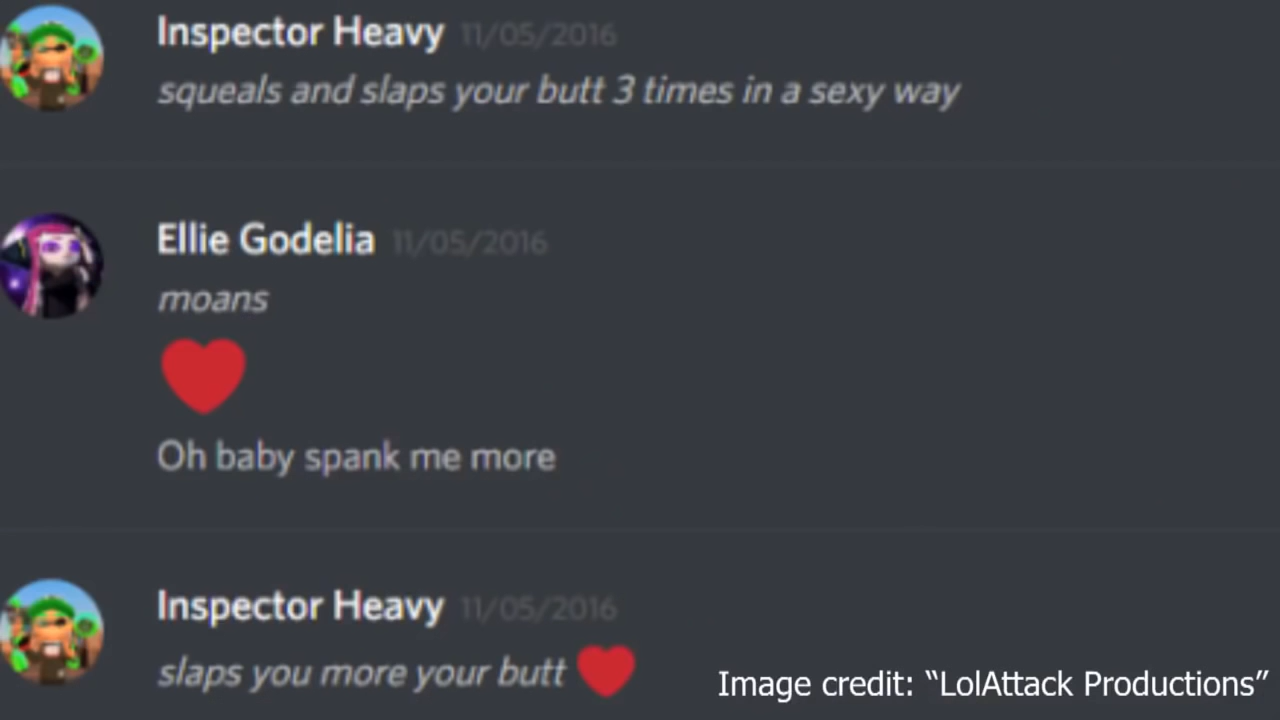 Inspector Heavy 11/05/2016
squeals and slaps your butt 3 times in a sexy way
Ellie Godelia 11/05/2016
moans
Oh baby spank me more
Inspector Heavy 11/05/2016
slaps you more your butt
Image credit: “LolAttack Productions”